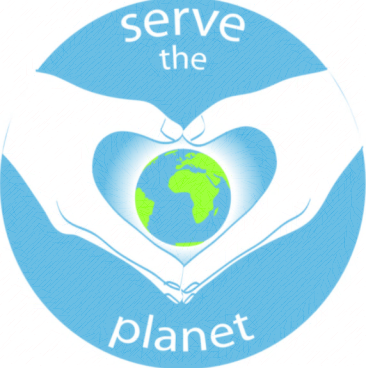 serve
the
planet